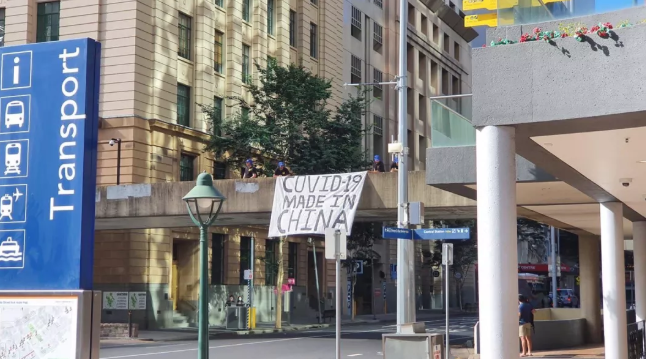 i
Transport
COVID-19
MADE IN
CHINA